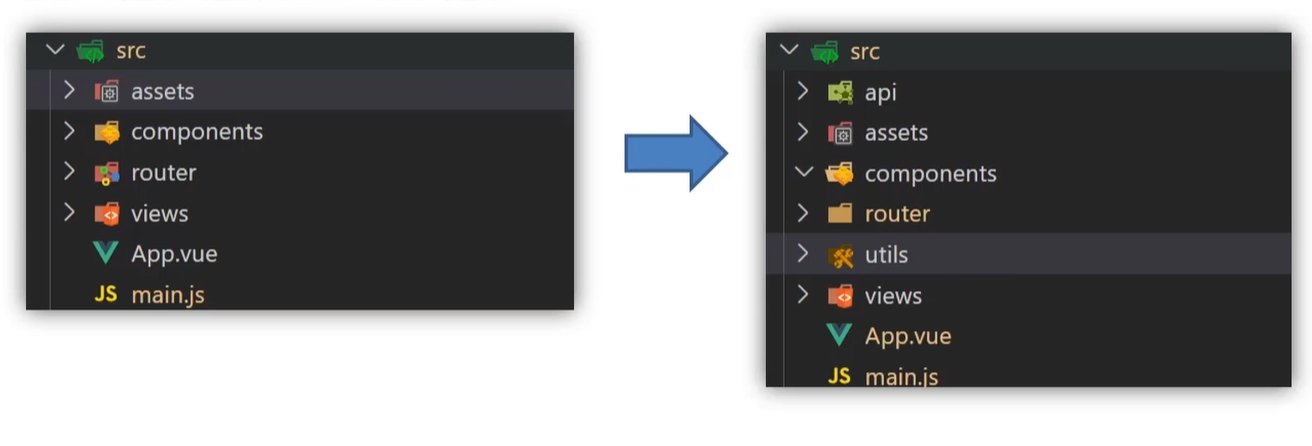 src
assets
components
router
views
App.vue
JS main.js
src
api
assets
components
router
utils
views
App.vue
JS main.js